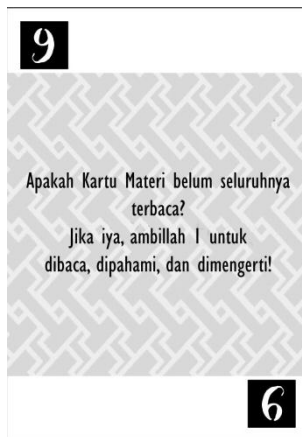 9
Apakah Kartu Materi belum seluruhnya
terbaca?
Jika iya, ambillah 1 untuk
dibaca, dipahami, dan dimengerti!
6